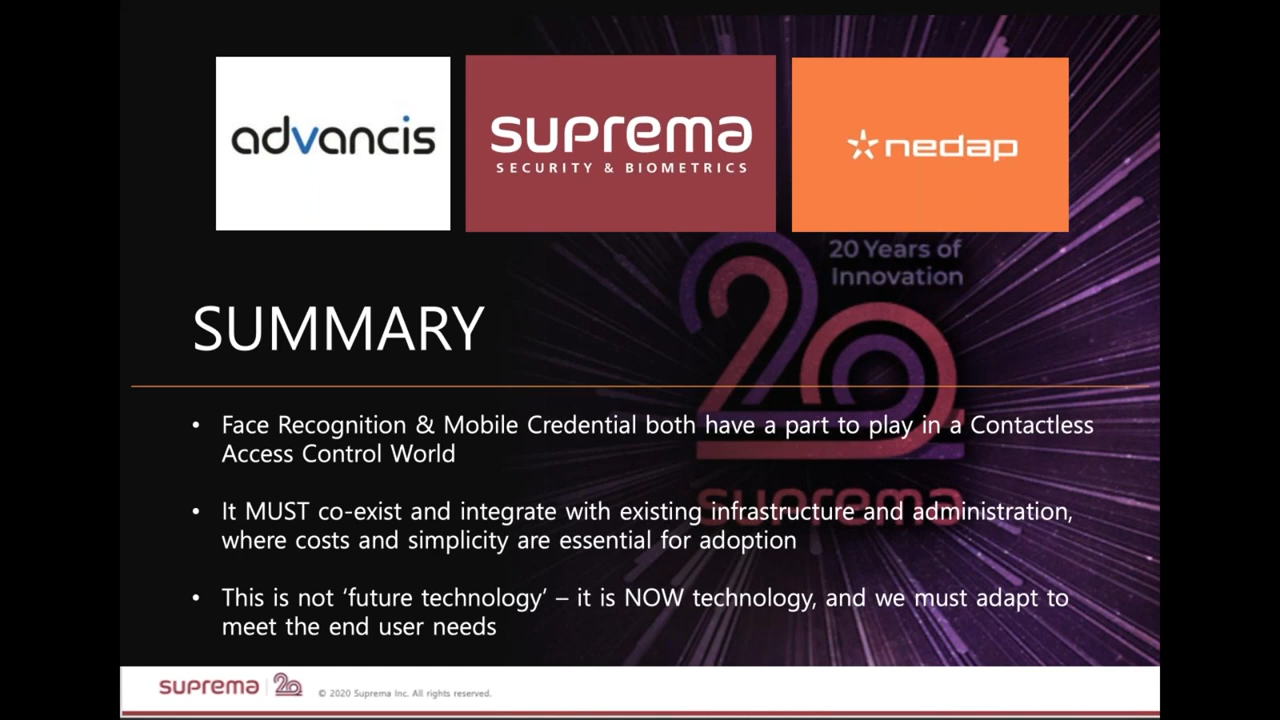 advancis
suprema
SECURITY & BIOMETRICS
nedap
20 Years of
Innovation
20
suprema
SUMMARY
• Face Recognition & Mobile Credential both have a part to play in a Contactless
Access Control World
• It MUST co-exist and integrate with existing infrastructure and administration,
where costs and simplicity are essential for adoption
• This is not ‘future technology’ – it is NOW technology, and we must adapt to
meet the end user needs
suprema 20 © 2020 Suprema Inc. All rights reserved.